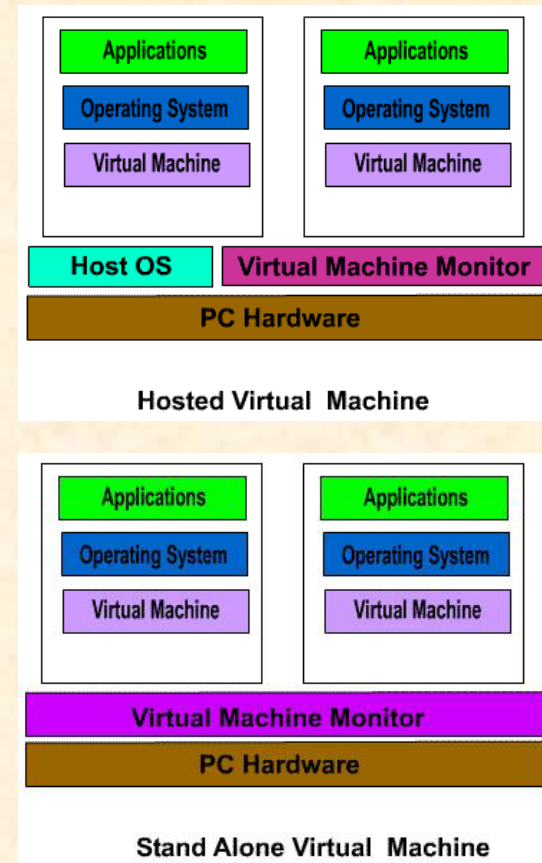 Applications Applications
Operating System Operating System
Virtual Machine Virtual Machine
Host OS Virtual Machine Monitor
PC Hardware
Hosted Virtual Machine
Applications Applications
Operating System Operating System
Virtual Machine Virtual Machine
Virtual Machine Monitor
PC Hardware
Stand Alone Virtual Machine